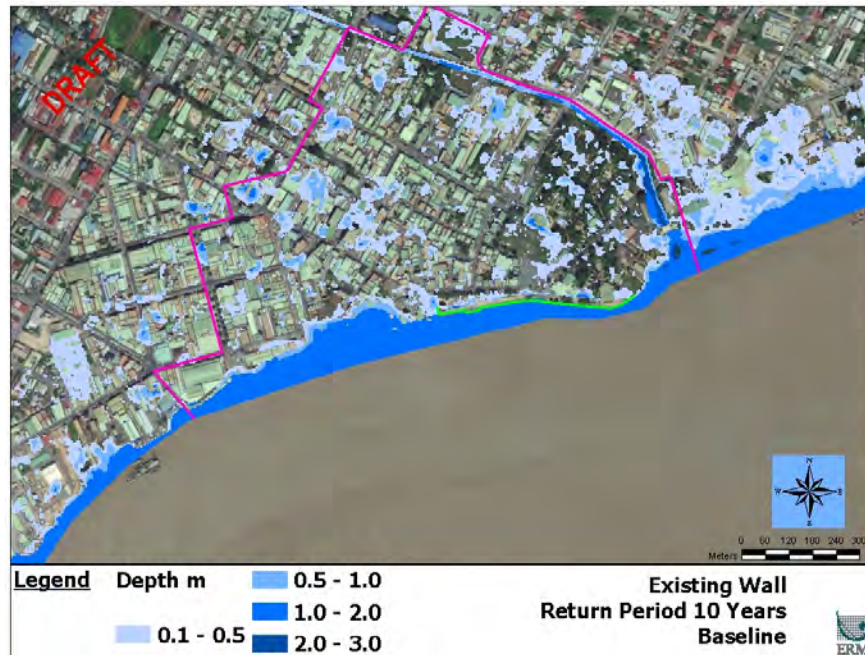 DRAFT
N
W E
S
0 60 120 180 240 300
Meters
Legend Depth m
0.1 - 0.5
0.5 - 1.0
1.0 - 2.0
2.0 - 3.0
Existing Wall
Return Period 10 Years
Baseline
ERM